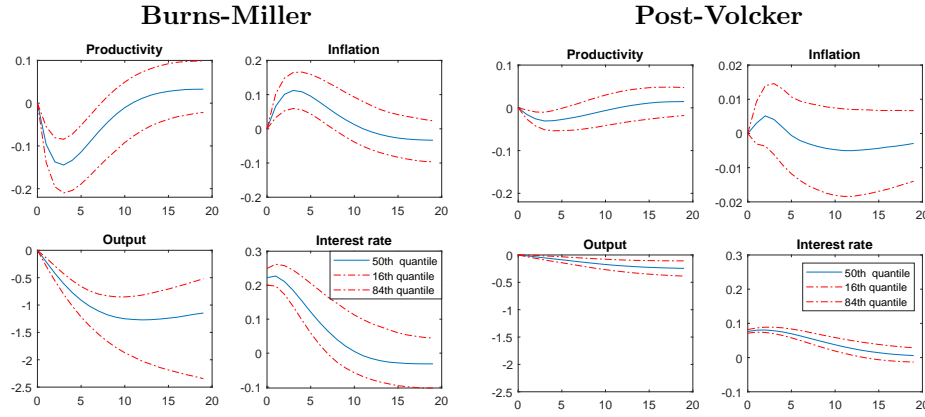 Burns-Miller
Post-Volcker
Productivity
0.1
0
-0.1
-0.2
0 5 10 15 20
Inflation
0.2
0.1
0
-0.1
0.2
0 5 10 15 20
Output
0
-0.5
-1
-1.5
-2
-2.5
0 5 10 15 20
Interest rate
0.3
0.2
0.1
0
-0.1
0 5 10 15 20
50th quantile
16th quantile
84th quantile
Productivity
0.1
0
-0.1
-0.2
0 5 10 15 20
Inflation
0.02
0.01
0
-0.01
-0.02
0 5 10 15 20
Output
0
-0.5
-1
-1.5
-2
-2.5
0 5 10 15 20
Interest rate
0.3
0.2
0.1
0
-0.1
0 5 10 15 20
50th quantile
16th quantile
84th quantile